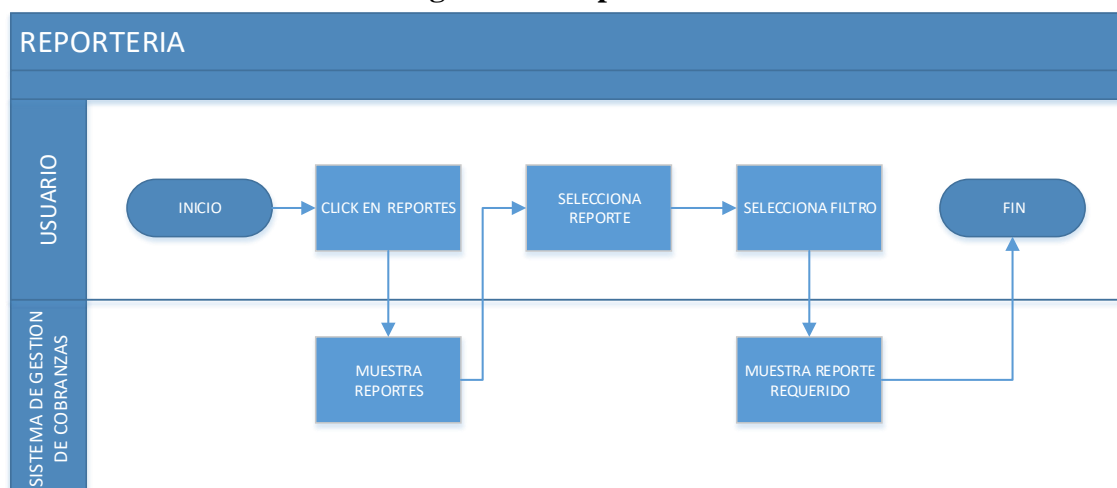 REPORTERIA
USUARIO
INICIO
CLICK EN REPORTES
SELECCIONA
REPORTE
SELECCIONA FILTRO
FIN
SISTEMA DE GESTION
DE COBRANZAS
MUESTRA
REPORTES
MUESTRA REPORTE
REQUERIDO